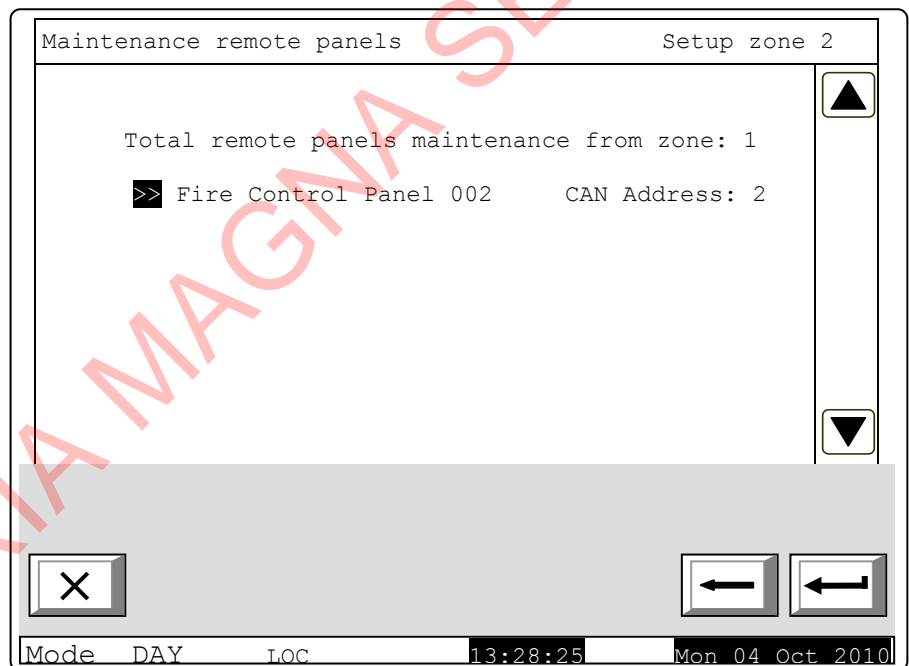 Maintenance remote panels Setup zone 2
Total remote panels maintenance from zone: 1
>> Fire Control Panel 002 CAN Address: 2
Mode DAY LOC 13:28:25 Mon 04 Oct 2010
MAGNA